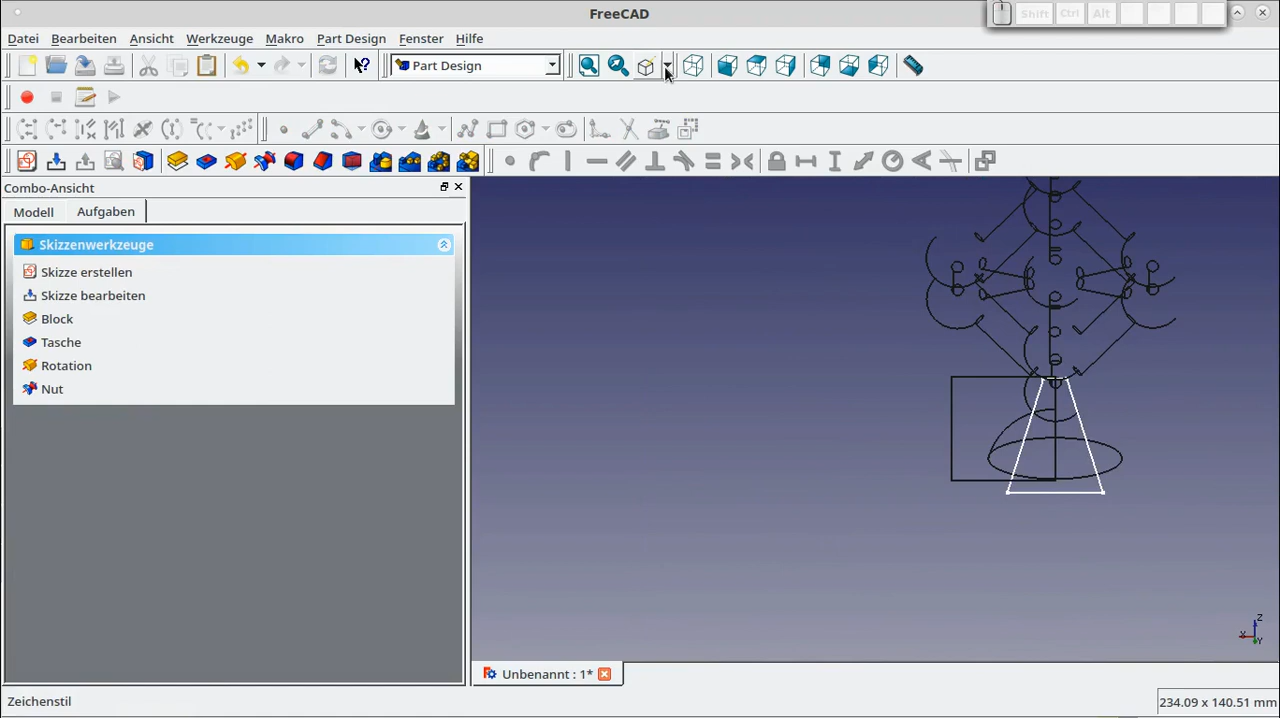 FreeCAD
Shift Ctrl Alt
Datei Bearbeiten Ansicht Werkzeuge Makro Part Design Fenster Hilfe
Part Design
Combo-Ansicht
Modell Aufgaben
Skizzenwerkzeuge
Skizze erstellen
Skizze bearbeiten
Block
Tasche
Rotation
Nut
Z
X
Y
Unbenannt : 1*
Zeichenstil
234.09 x 140.51 mm